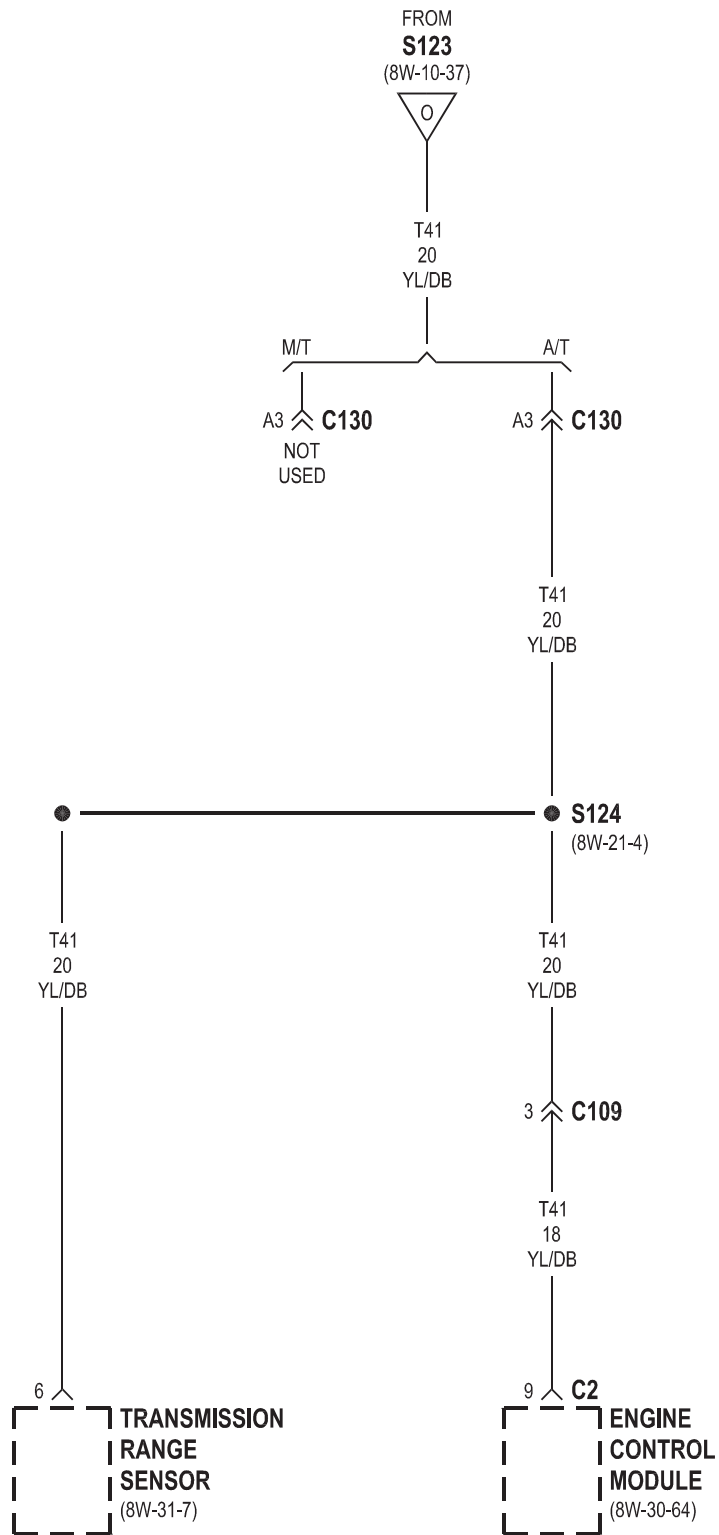 FROM
S123
(8W-10-37)
O
T41
20
YL/DB
M/T
A/T
A3
C130
NOT
USED
A3
C130
T41
20
YL/DB
S124
(8W-21-4)
T41
20
YL/DB
T41
20
YL/DB
3
C109
T41
18
YL/DB
6
TRANSMISSION
RANGE
SENSOR
(8W-31-7)
9
C2
ENGINE
CONTROL
MODULE
(8W-30-64)